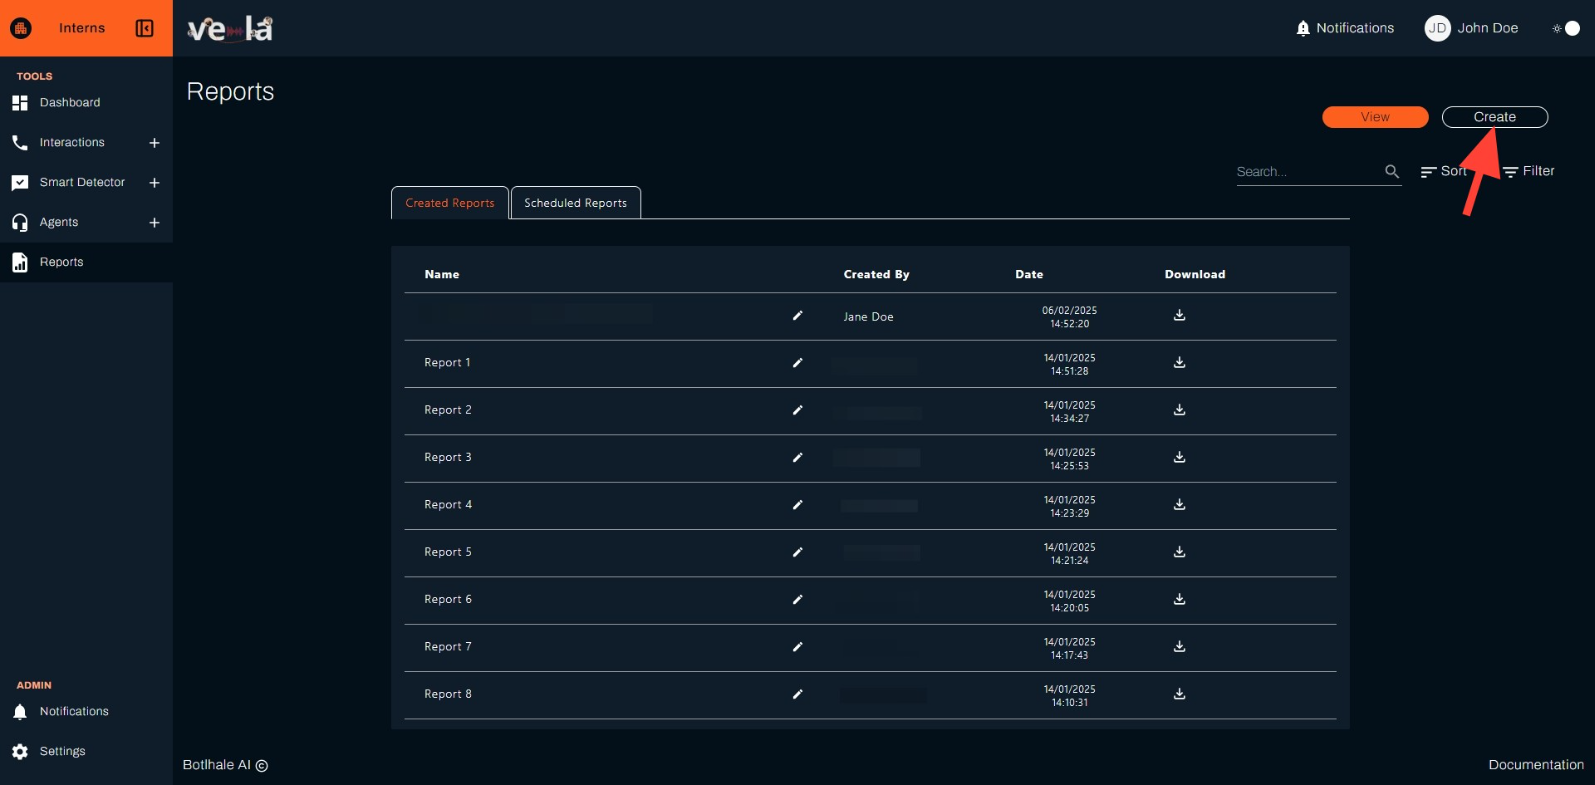 Interns
vela
Notifications
JD John Doe
TOOLS
Dashboard
Interactions
Smart Detector
Agents
Reports
Reports
View
Create
Search...
Sort
Filter
Created Reports
Scheduled Reports
Name Created By Date Download
Jane Doe 06/02/2025
14:52:20
Report 1 14/01/2025
14:51:28
Report 2 14/01/2025
14:34:27
Report 3 14/01/2025
14:25:53
Report 4 14/01/2025
14:23:29
Report 5 14/01/2025
14:21:24
Report 6 14/01/2025
14:20:05
Report 7 14/01/2025
14:17:43
Report 8 14/01/2025
14:10:31
ADMIN
Notifications
Settings
Botlhale AI ©
Documentation